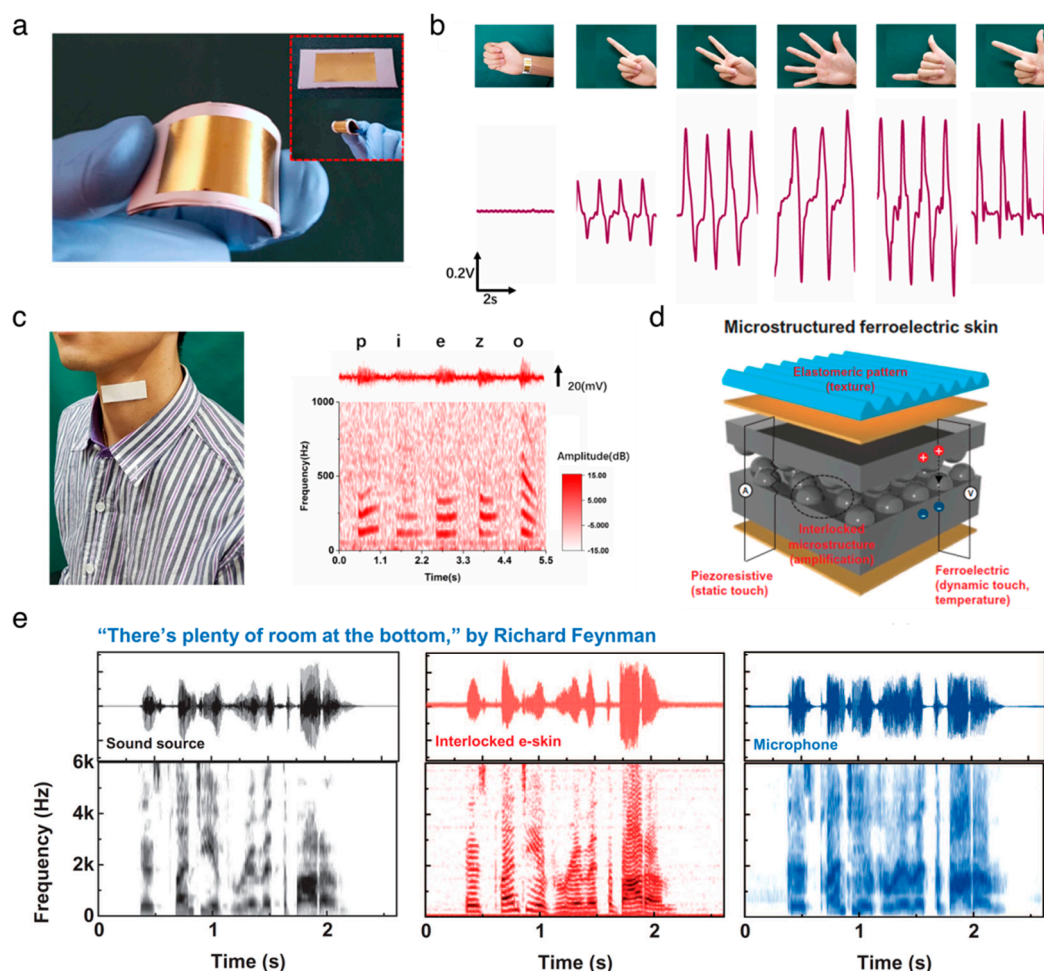 a
b
0.2V
2s
c
p i e z o
20(mV)
1000
500
0
Frequency(Hz)
0.0 1.1 2.2 3.3 4.4 5.5
Time(s)
Amplitude(dB)
15.00
5.000
-5.000
-15.00
d
Microstructured ferroelectric skin
Elastomeric pattern
(texture)
+ +
A
V
- -
Interlocked
microstructure
(amplification)
Piezoresistive
(static touch)
Ferroelectric
(dynamic touch,
temperature)
e
“There’s plenty of room at the bottom,” by Richard Feynman
Sound source
Interlocked e-skin
Microphone
6k
4k
2k
0
Frequency (Hz)
0 1 2
0 1 2
0 1 2
Time (s)
Time (s)
Time (s)